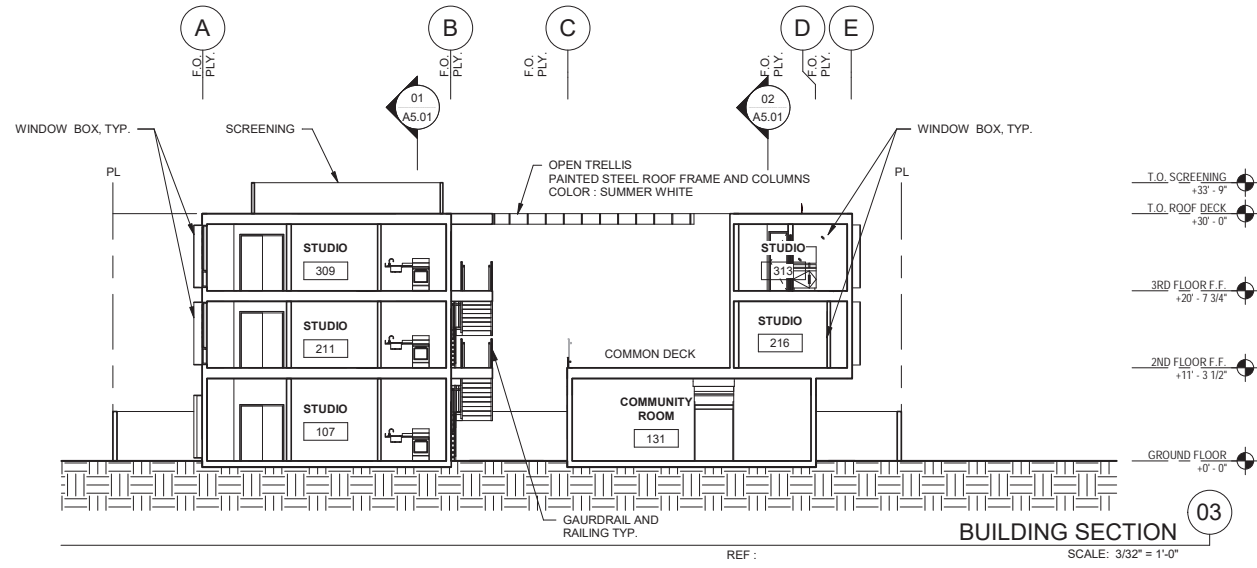 A
B
C
D
E
F.O.
PLY.
F.O.
PLY.
F.O.
PLY.
F.O.
PLY.
F.O.
PLY.
01
A5.01
02
A5.01
WINDOW BOX, TYP.
SCREENING
WINDOW BOX, TYP.
OPEN TRELLIS
PAINTED STEEL ROOF FRAME AND COLUMNS
COLOR : SUMMER WHITE
PL
PL
T.O. SCREENING
+33' - 9"
T.O. ROOF DECK
+30' - 0"
STUDIO
309
STUDIO
313
3RD FLOOR F.F.
+20' - 7 3/4"
STUDIO
211
STUDIO
216
COMMON DECK
2ND FLOOR F.F.
+11' - 3 1/2"
STUDIO
107
COMMUNITY
ROOM
131
GROUND FLOOR
+0' - 0"
GAURDRAIL AND
RAILING TYP.
BUILDING SECTION
03
REF :
SCALE: 3/32" = 1'-0"